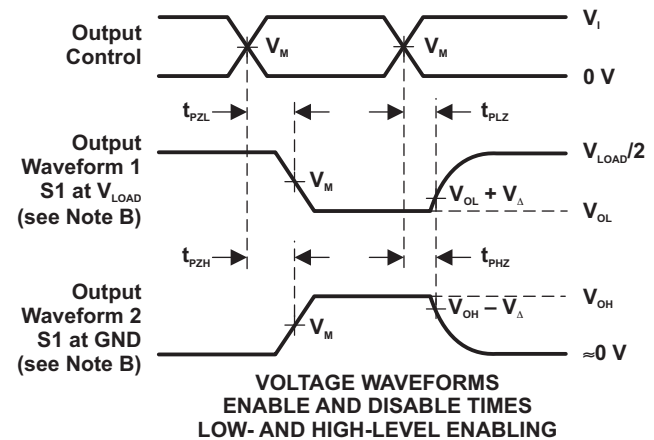 Output
Control
V_M
V_M
V_I
0 V
t_PZL
t_PLZ
Output
Waveform 1
S1 at V_LOAD
(see Note B)
V_M
V_OL + V_Δ
V_LOAD/2
V_OL
t_PZH
t_PHZ
Output
Waveform 2
S1 at GND
(see Note B)
V_M
V_OH – V_Δ
V_OH
≈0 V
VOLTAGE WAVEFORMS
ENABLE AND DISABLE TIMES
LOW- AND HIGH-LEVEL ENABLING